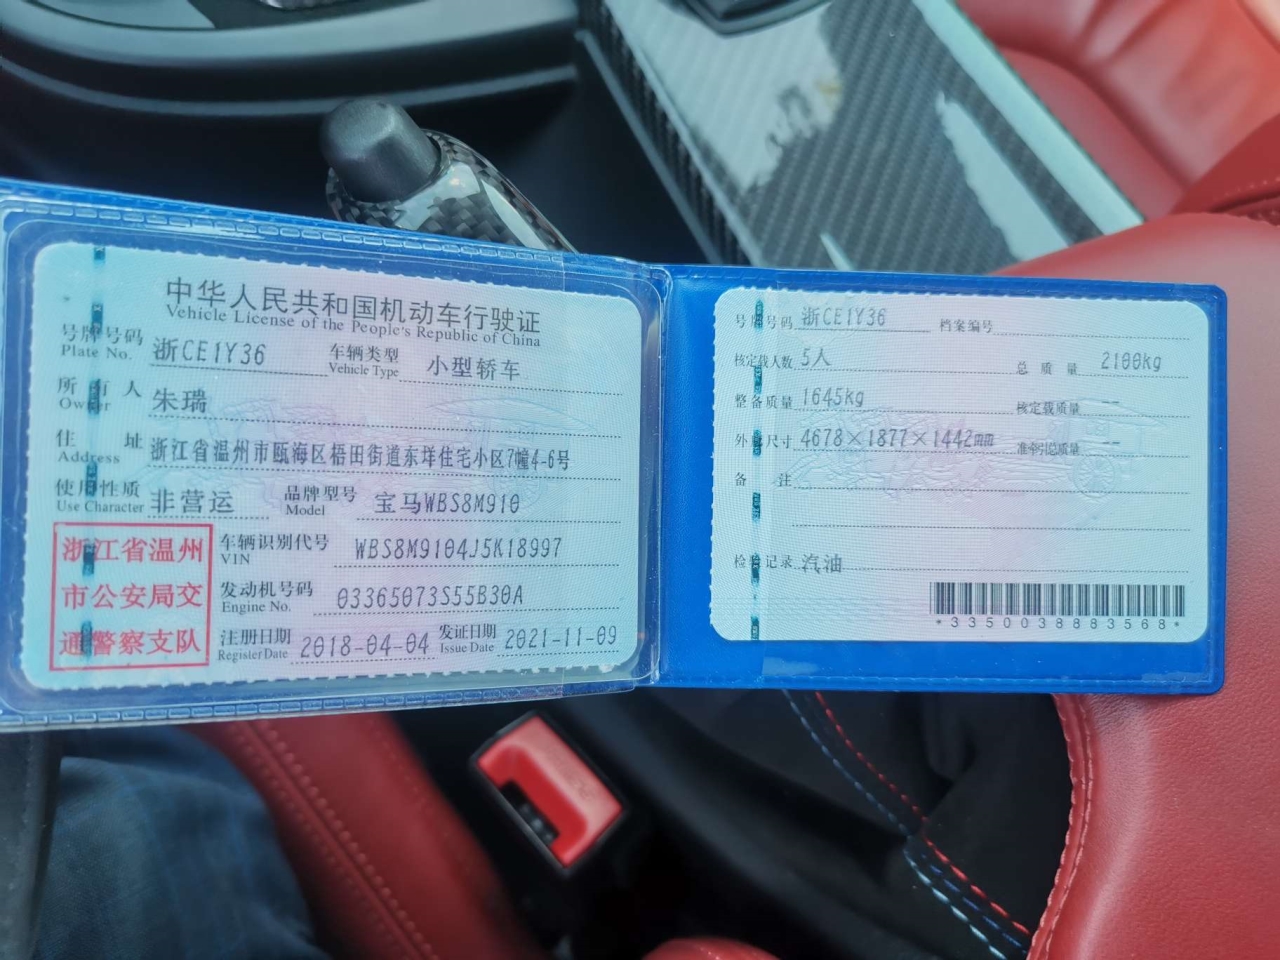 中华人民共和国机动车行驶证
Vehicle License of the People's Republic of China
号牌号码 浙CE1Y36 车辆类型 小型轿车
Plate No. Vehicle Type
所有人 朱瑞
Owner
住址 浙江省温州市瓯海区梧田街道东垟住宅小区7幢4-6号
Address
使用性质 非营运 品牌型号 宝马WBS8M910
Use Character Model
浙江省温州
市公安局交
通警察支队
车辆识别代号 WBS8M9104J5K18997
VIN
发动机号码 03365073S55B30A
Engine No.
注册日期 2018-04-04 发证日期 2021-11-09
Register Date Issue Date
号牌号码 浙CE1Y36 档案编号
核定载人数 5人 总质量 2100kg
整备质量 1645kg 核定载质量 --
外廓尺寸 4678×1877×1442mm 准牵引总质量 --
备注
检验记录 汽油
*3350038883568*